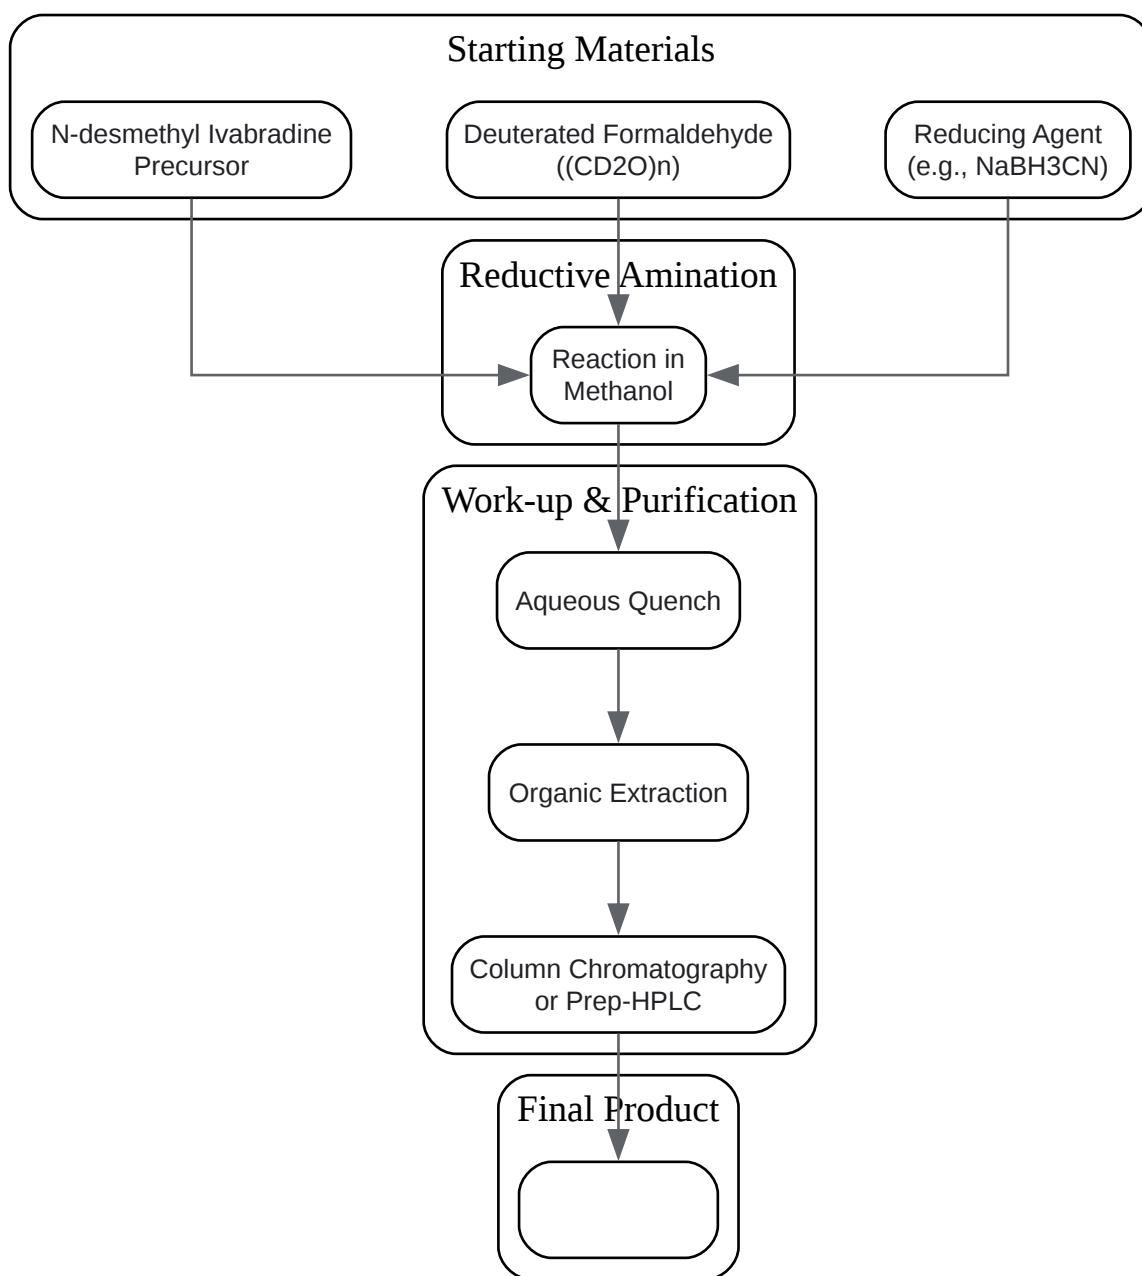 Starting Materials
N-desmethyl Ivabradine
Precursor
Deuterated Formaldehyde
((CD2O)n)
Reducing Agent
(e.g., NaBH3CN)
Reductive Amination
Reaction in
Methanol
Work-up & Purification
Aqueous Quench
Organic Extraction
Column Chromatography
or Prep-HPLC
Final Product